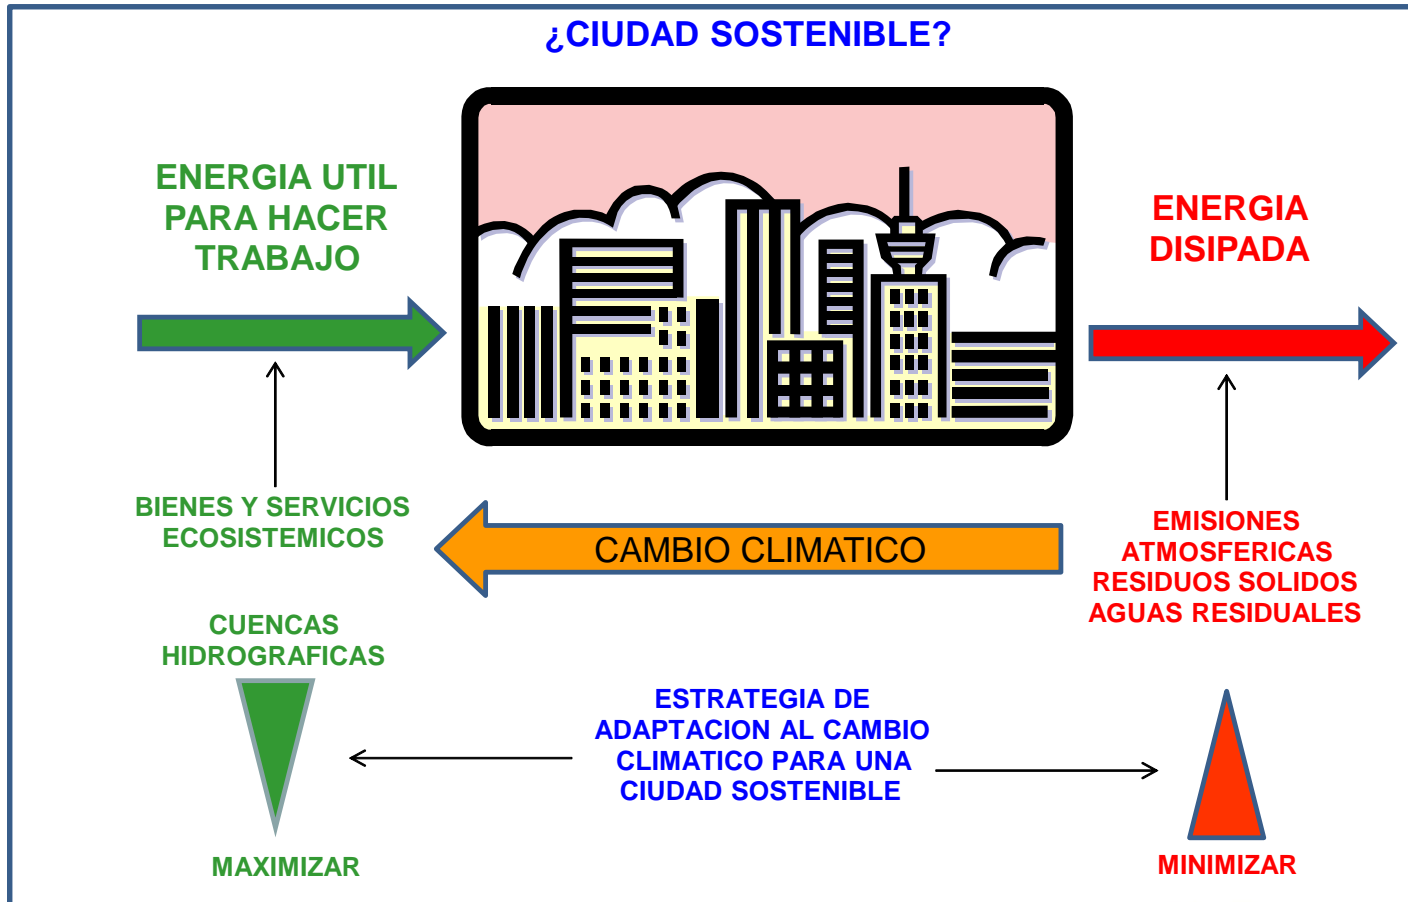 ¿CIUDAD SOSTENIBLE?
ENERGIA UTIL
PARA HACER
TRABAJO
ENERGIA
DISIPADA
BIENES Y SERVICIOS
ECOSISTEMICOS
CAMBIO CLIMATICO
EMISIONES
ATMOSFERICAS
RESIDUOS SOLIDOS
AGUAS RESIDUALES
CUENCAS
HIDROGRAFICAS
ESTRATEGIA DE
ADAPTACION AL CAMBIO
CLIMATICO PARA UNA
CIUDAD SOSTENIBLE
MAXIMIZAR
MINIMIZAR